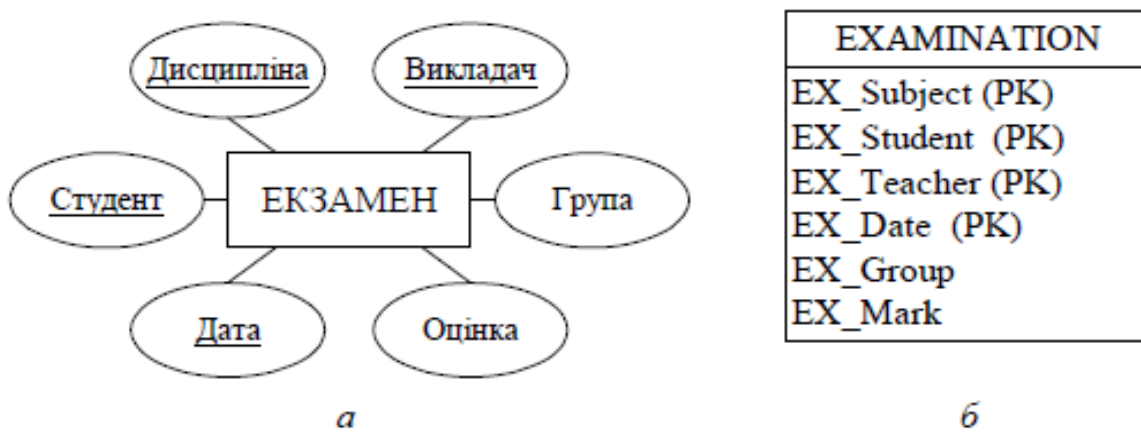 Дисципліна
Викладач
Студент
ЕКЗАМЕН
Група
Дата
Оцінка
а
EXAMINATION
EX_Subject (PK)
EX_Student (PK)
EX_Teacher (PK)
EX_Date (PK)
EX_Group
EX_Mark
б